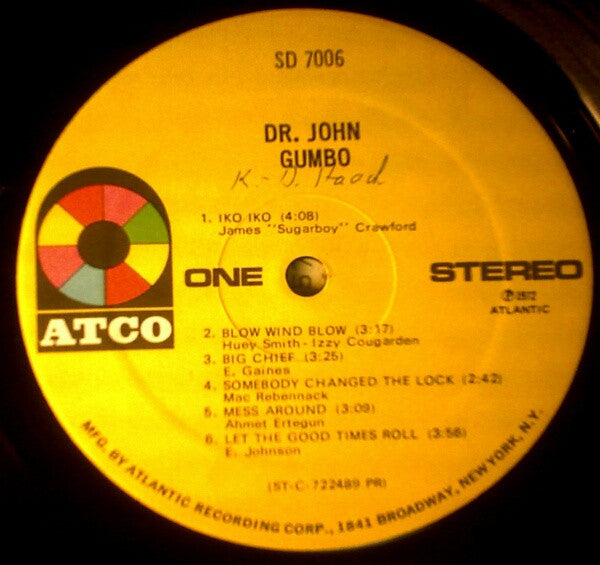 SD 7006
DR. JOHN
GUMBO
1. IKO IKO (4:08)
James "Sugarboy" Crawford
ATCO
ONE
STEREO
Ⓟ 1972
ATLANTIC
2. BLOW WIND BLOW (3:17)
Huey Smith - Izzy Cougarden
3. BIG CHIEF (3:25)
E. Gaines
4. SOMEBODY CHANGED THE LOCK (2:42)
Mac Rebennack
5. MESS AROUND (3:09)
Ahmet Ertegun
6. LET THE GOOD TIMES ROLL (3:56)
E. Johnson
(ST-C-722489 PR)
MFG. BY ATLANTIC RECORDING CORP., 1841 BROADWAY, NEW YORK, N.Y.